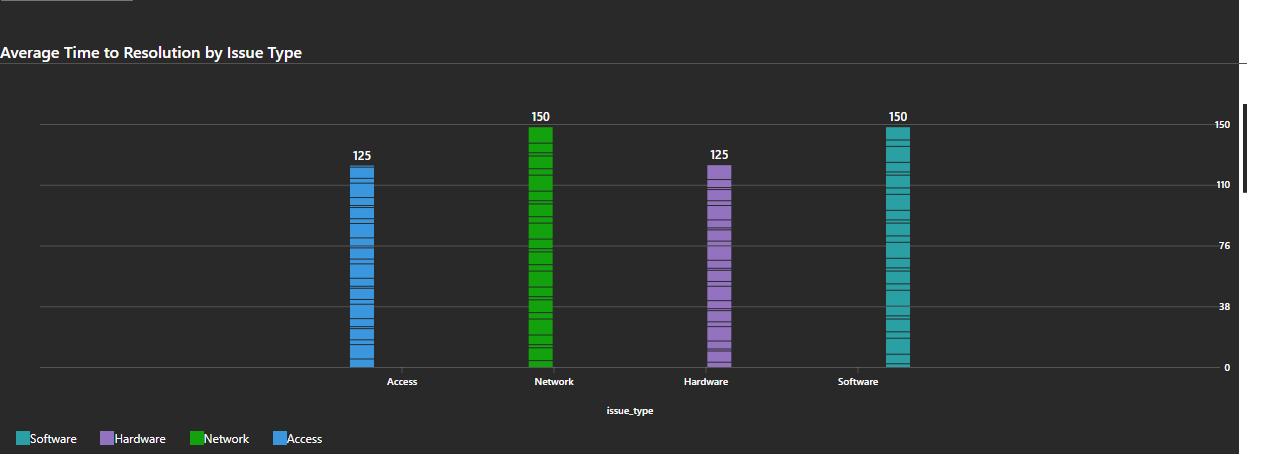 Average Time to Resolution by Issue Type
150
150
125
125
150
110
76
38
0
Access
Network
Hardware
Software
issue_type
Software
Hardware
Network
Access